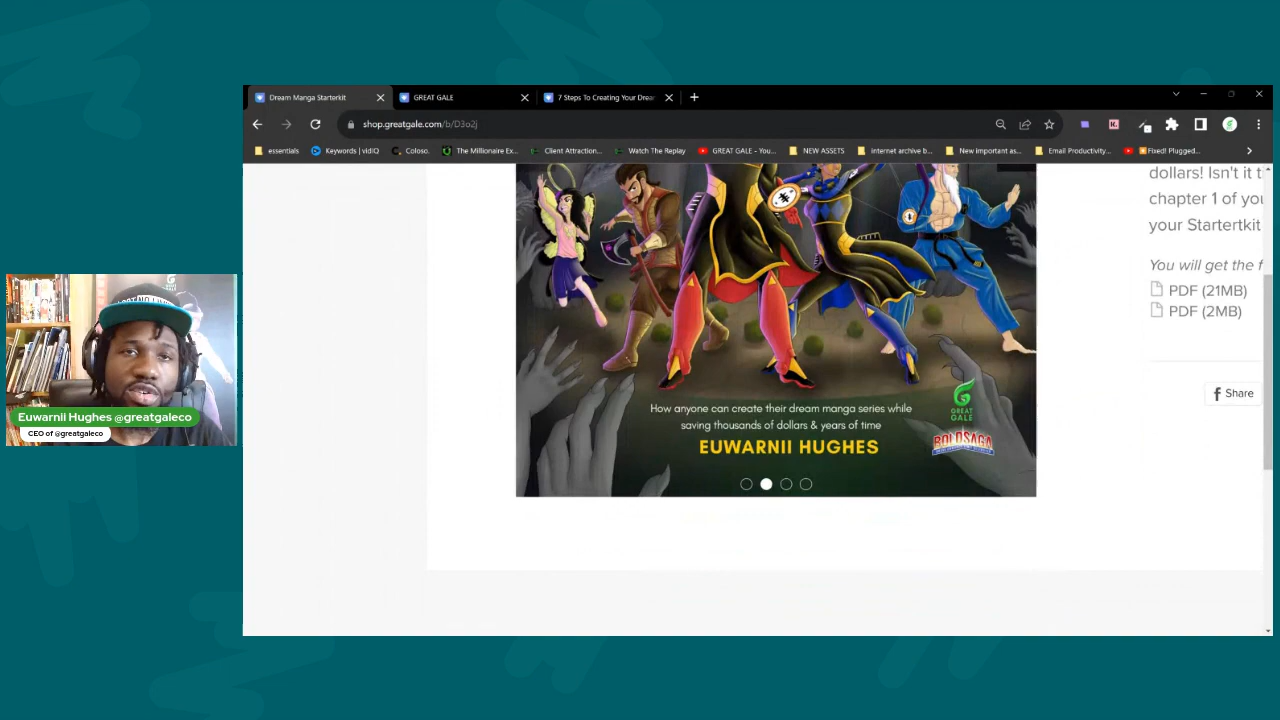 Dream Manga Starterkit
GREAT GALE
7 Steps To Creating Your Drea
shop.greatgale.com/b/D3o2j
essentials
Keywords | vidIQ
Coloso.
The Millionaire Ex...
Client Attraction...
Watch The Replay
GREAT GALE - You...
NEW ASSETS
internet archive b...
New important as...
Email Productivity...
Fixed! Plugged...
dollars! Isn't it t
chapter 1 of you
your Startertkit
You will get the f
PDF (21MB)
PDF (2MB)
Share
How anyone can create their dream manga series while
saving thousands of dollars & years of time
EUWARNII HUGHES
GREAT
GALE
BOLDSAGA
Euwarnii Hughes @greatgaleco
CEO of @greatgaleco